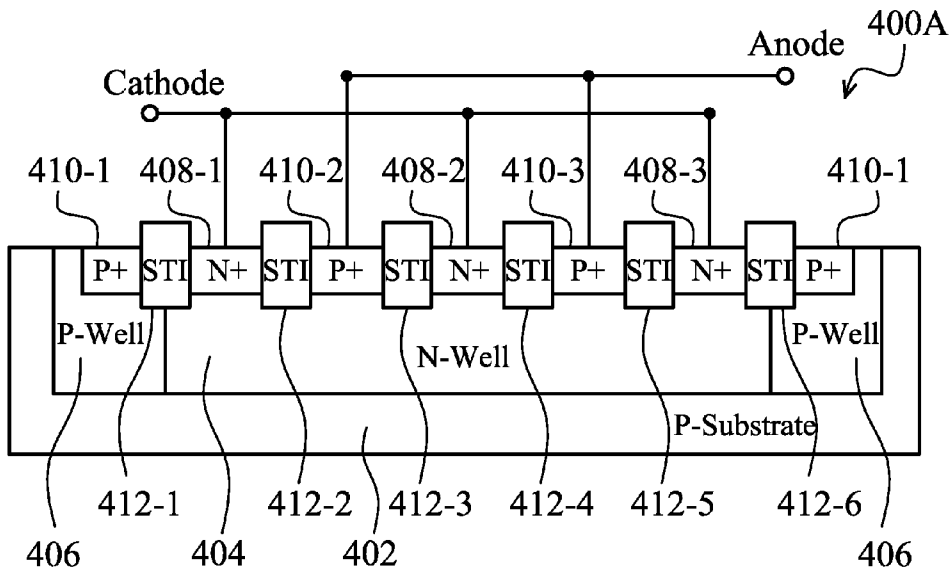 400A
Anode
Cathode
410-1 408-1 410-2 408-2 410-3 408-3 410-1
P+ STI N+ STI P+ STI N+ STI P+ STI N+ STI P+
P-Well N-Well P-Well
P-Substrate
412-1 412-2 412-3 412-4 412-5 412-6
406 404 402 406